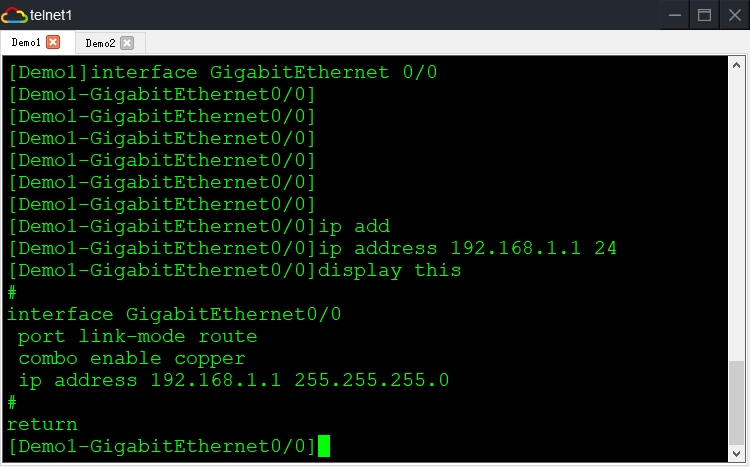 telnet1
Demo1
Demo2
[Demo1]interface GigabitEthernet 0/0
[Demo1-GigabitEthernet0/0]
[Demo1-GigabitEthernet0/0]
[Demo1-GigabitEthernet0/0]
[Demo1-GigabitEthernet0/0]
[Demo1-GigabitEthernet0/0]
[Demo1-GigabitEthernet0/0]
[Demo1-GigabitEthernet0/0]ip add
[Demo1-GigabitEthernet0/0]ip address 192.168.1.1 24
[Demo1-GigabitEthernet0/0]display this
#
interface GigabitEthernet0/0
 port link-mode route
 combo enable copper
 ip address 192.168.1.1 255.255.255.0
#
return
[Demo1-GigabitEthernet0/0]